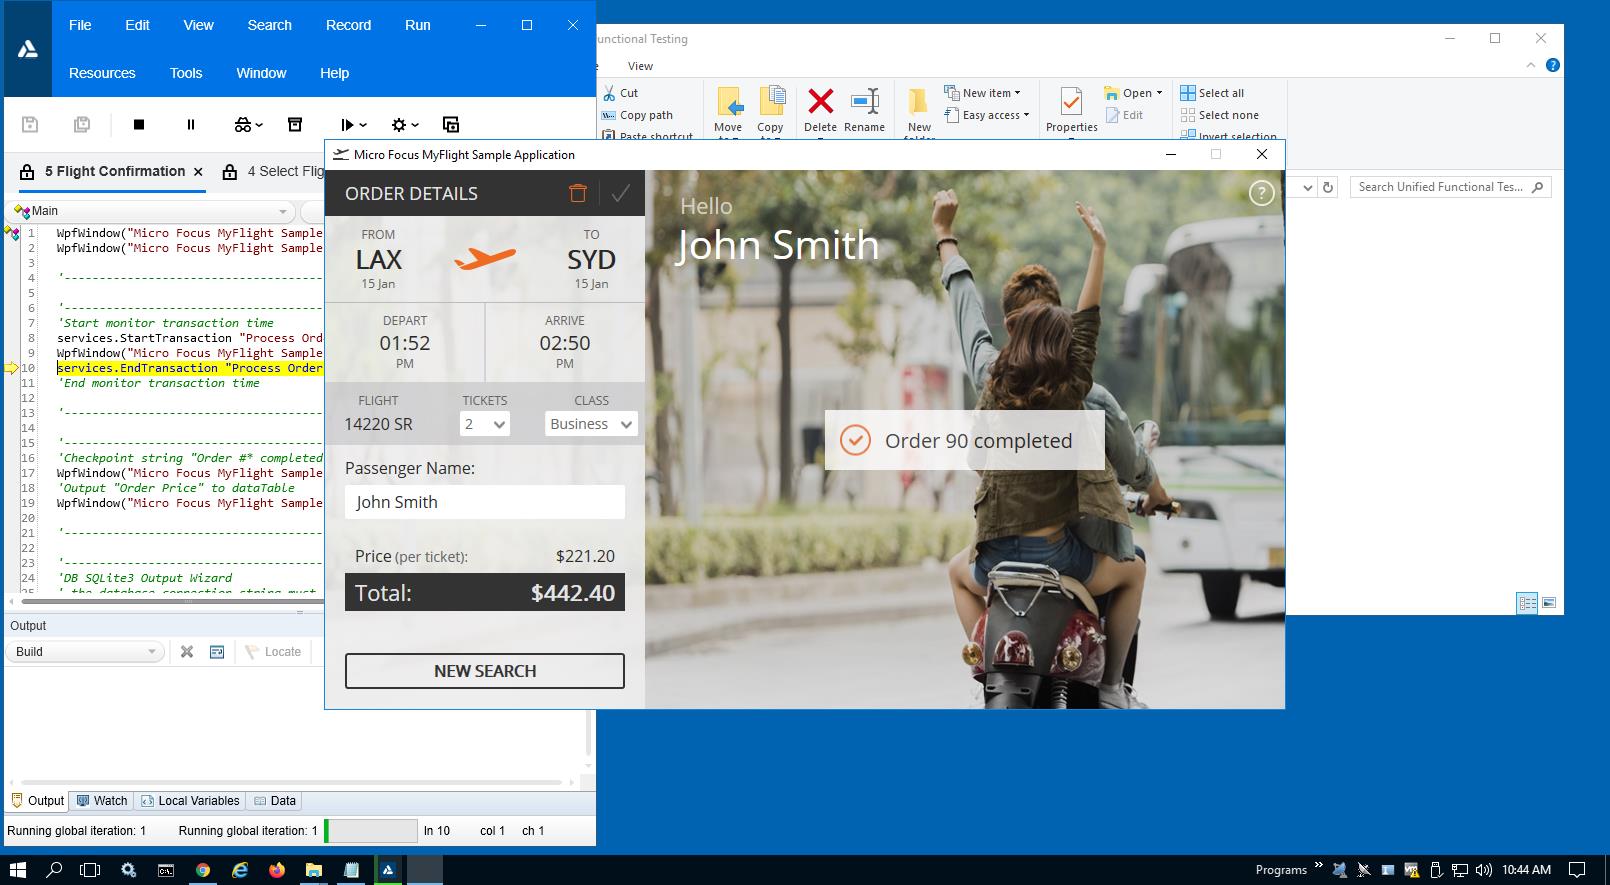 File Edit View Search Record Run
Resources Tools Window Help
5 Flight Confirmation
4 Select Flig
Main
1 WpfWindow("Micro Focus MyFlight Sample
2 WpfWindow("Micro Focus MyFlight Sample
3
4 '-----------------------------------
5
6 '-----------------------------------
7 'Start monitor transaction time
8 services.StartTransaction "Process Ord
9 WpfWindow("Micro Focus MyFlight Sample
10 services.EndTransaction "Process Order
11 'End monitor transaction time
12
13 '-----------------------------------
14
15 '-----------------------------------
16 'Checkpoint string "Order #* completed
17 WpfWindow("Micro Focus MyFlight Sample
18 'Output "Order Price" to dataTable
19 WpfWindow("Micro Focus MyFlight Sample
20
21 '-----------------------------------
22
23 '-----------------------------------
24 'DB SQLite3 Output Wizard
25 ' the database connection string must
Output
Build
Locate
Output Watch Local Variables Data
Running global iteration: 1 Running global iteration: 1 ln 10 col 1 ch 1
unctional Testing
e View
Cut
Copy path
Paste shortcut
Move to
Copy to
Delete
Rename
New folder
New item
Easy access
Properties
Open
Edit
Select all
Select none
Invert selection
Search Unified Functional Tes...
Micro Focus MyFlight Sample Application
ORDER DETAILS
FROM TO
LAX SYD
15 Jan 15 Jan
DEPART ARRIVE
01:52 02:50
PM PM
FLIGHT TICKETS CLASS
14220 SR 2 Business
Passenger Name:
John Smith
Price (per ticket): $221.20
Total: $442.40
NEW SEARCH
Hello
John Smith
?
Order 90 completed
Programs » 10:44 AM